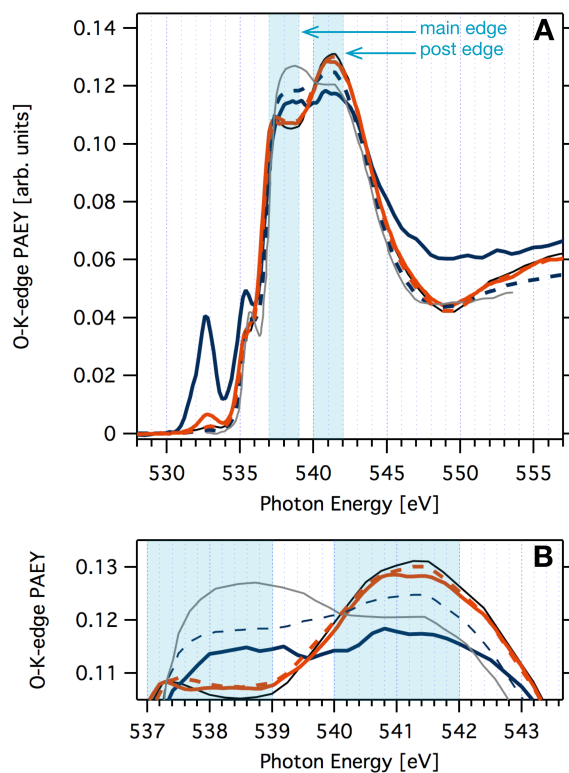 0.14
main edge
A
post edge
0.12
0.10
0.08
0.06
0.04
0.02
0
O-K-edge PAEY [arb. units]
530 535 540 545 550 555
Photon Energy [eV]
B
0.13
0.12
0.11
O-K-edge PAEY
537 538 539 540 541 542 543
Photon Energy [eV]